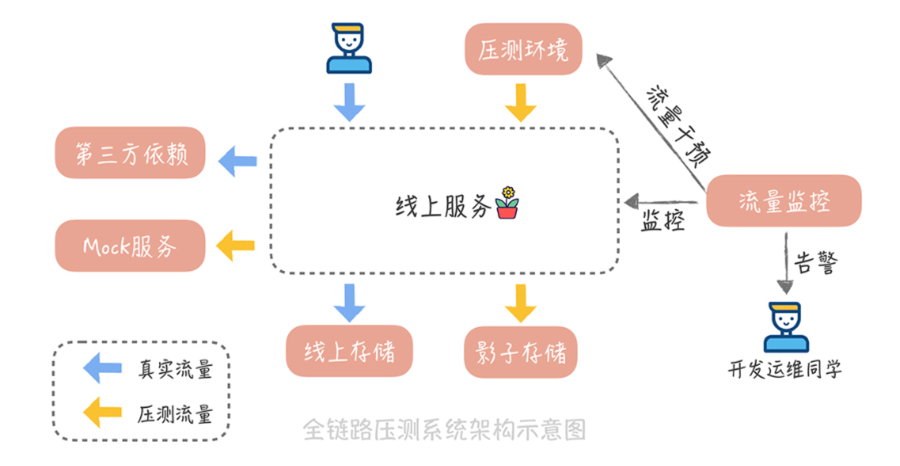 压测环境
流量干预
第三方依赖
线上服务
流量监控
监控
Mock服务
告警
线上存储
影子存储
开发运维同学
真实流量
压测流量
全链路压测系统架构示意图